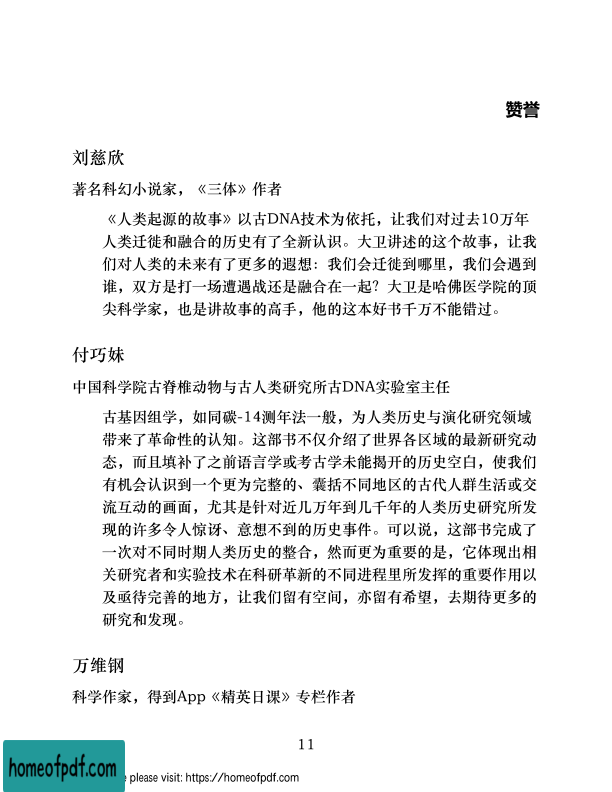 赞誉
刘慈欣
著名科幻小说家，《三体》作者
《人类起源的故事》以古DNA技术为依托，让我们对过去10万年
人类迁徙和融合的历史有了全新认识。大卫讲述的这个故事，让我
们对人类的未来有了更多的遐想：我们会迁徙到哪里，我们会遇到
谁，双方是打一场遭遇战还是融合在一起？大卫是哈佛医学院的顶
尖科学家，也是讲故事的高手，他的这本好书千万不能错过。
付巧妹
中国科学院古脊椎动物与古人类研究所古DNA实验室主任
古基因组学，如同碳-14测年法一般，为人类历史与演化研究领域
带来了革命性的认知。这部书不仅介绍了世界各区域的最新研究动
态，而且填补了之前语言学或考古学未能揭开的历史空白，使我们
有机会认识到一个更为完整的、囊括不同地区的古代人群生活或交
流互动的画面，尤其是针对近几万年到几千年的人类历史研究所发
现的许多令人惊讶、意想不到的历史事件。可以说，这部书完成了
一次对不同时期人类历史的整合，然而更为重要的是，它体现出相
关研究者和实验技术在科研革新的不同进程里所发挥的重要作用以
及亟待完善的地方，让我们留有空间，亦留有希望，去期待更多的
研究和发现。
万维钢
科学作家，得到App《精英日课》专栏作者
11
homeofpdf.com
please visit: https://homeofpdf.com